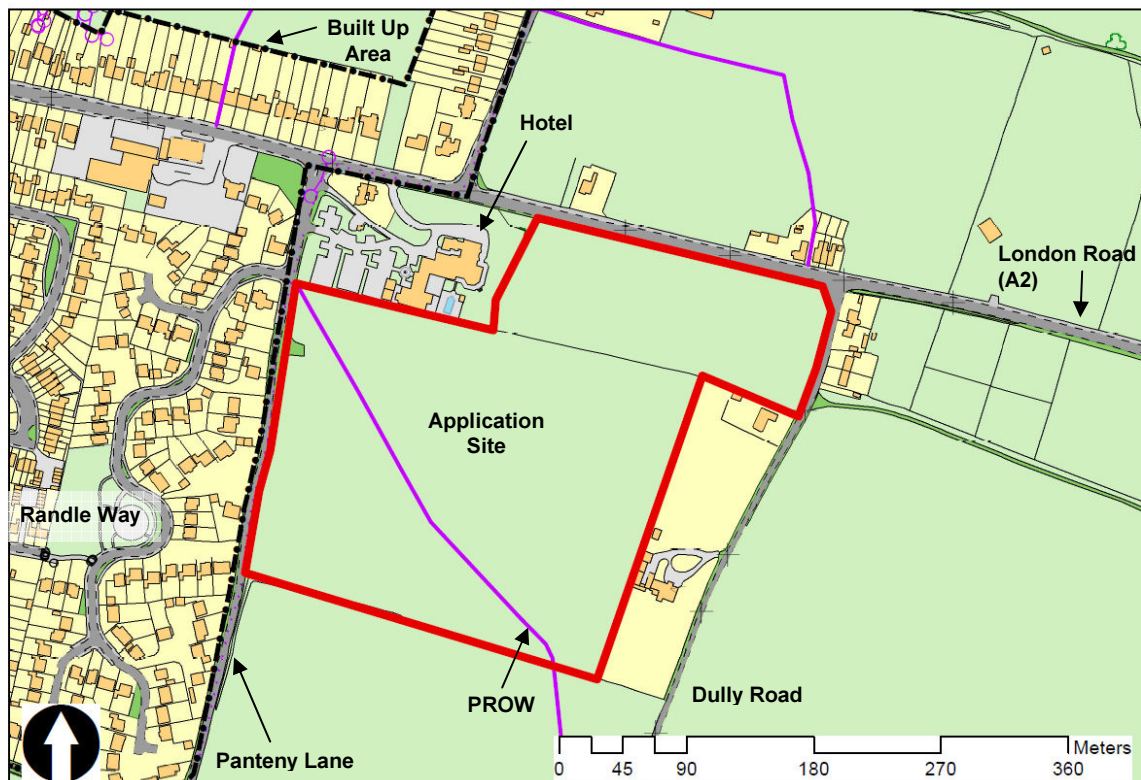 Built Up
Area
Hotel
London Road
(A2)
Application
Site
Randle Way
PROW
Dully Road
Panteny Lane
Meters
0 45 90 180 270 360